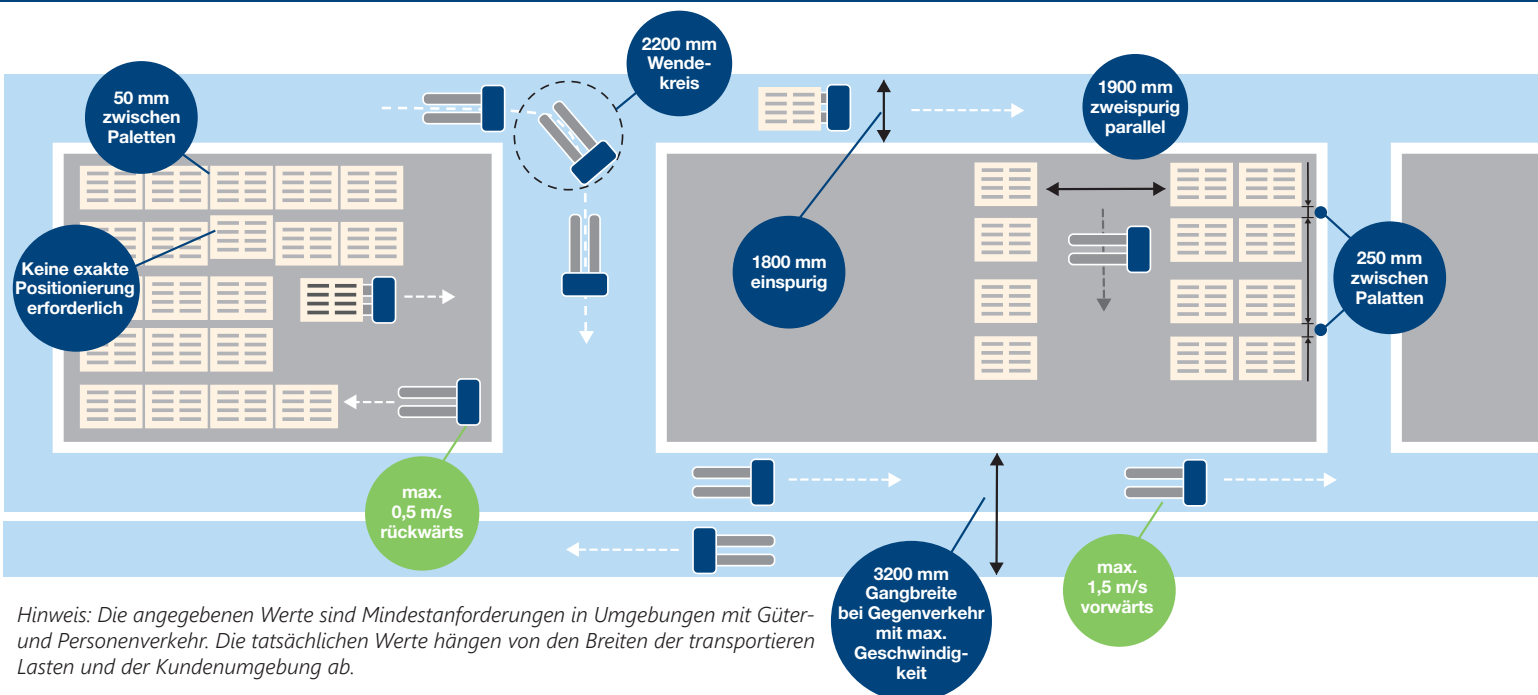 2200 mm
Wende-
kreis
50 mm
zwischen
Paletten
1900 mm
zweispurig
parallel
Keine exakte
Positionierung
erforderlich
1800 mm
einspurig
250 mm
zwischen
Palatten
max.
0,5 m/s
rückwärts
3200 mm
Gangbreite
bei Gegenverkehr
mit max.
Geschwindig-
keit
max.
1,5 m/s
vorwärts
Hinweis: Die angegebenen Werte sind Mindestanforderungen in Umgebungen mit Güter-
und Personenverkehr. Die tatsächlichen Werte hängen von den Breiten der transportieren
Lasten und der Kundenumgebung ab.